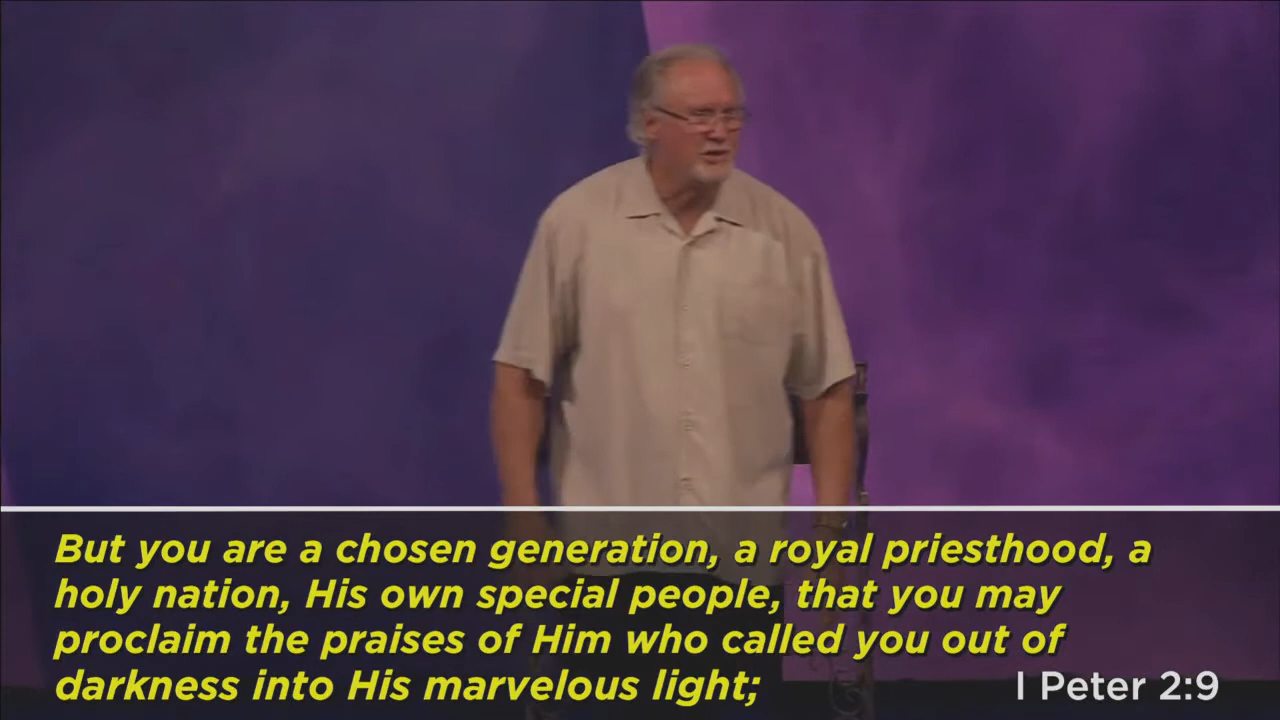 But you are a chosen generation, a royal priesthood, a
holy nation, His own special people, that you may
proclaim the praises of Him who called you out of
darkness into His marvelous light;
I Peter 2:9